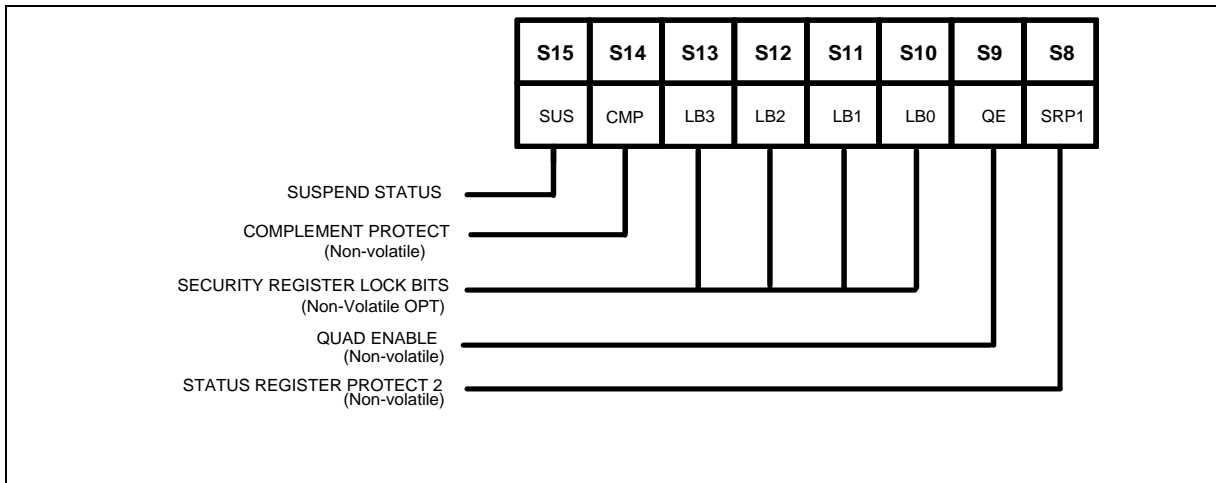 S15 S14 S13 S12 S11 S10 S9 S8
SUS CMP LB3 LB2 LB1 LB0 QE SRP1
SUSPEND STATUS
COMPLEMENT PROTECT
(Non-volatile)
SECURITY REGISTER LOCK BITS
(Non-Volatile OPT)
QUAD ENABLE
(Non-volatile)
STATUS REGISTER PROTECT 2
(Non-volatile)